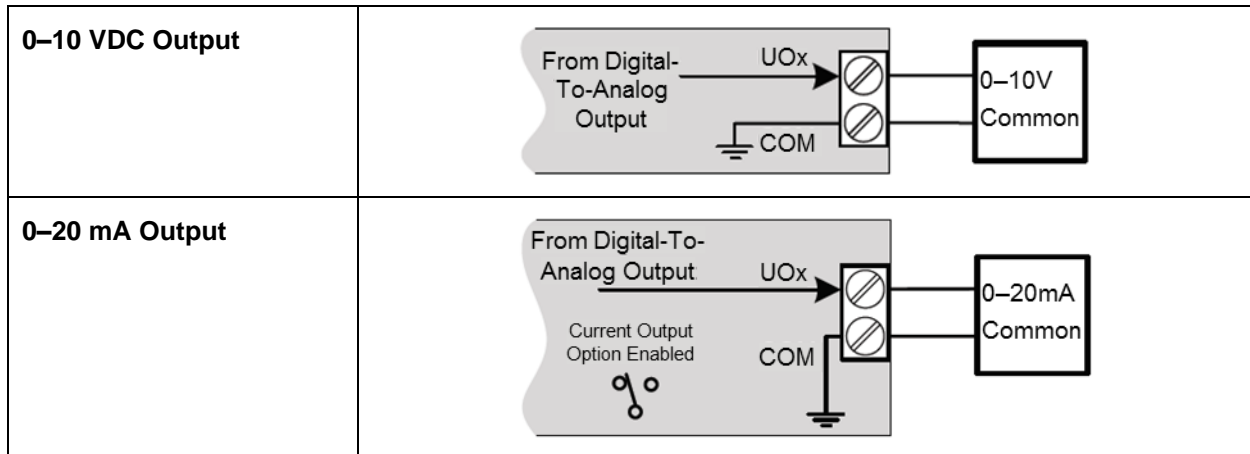 0–10 VDC Output
From Digital-
To-Analog
Output
UOx
COM
0–10V
Common
0–20 mA Output
From Digital-To-
Analog Output
UOx
Current Output
Option Enabled
COM
0–20mA
Common